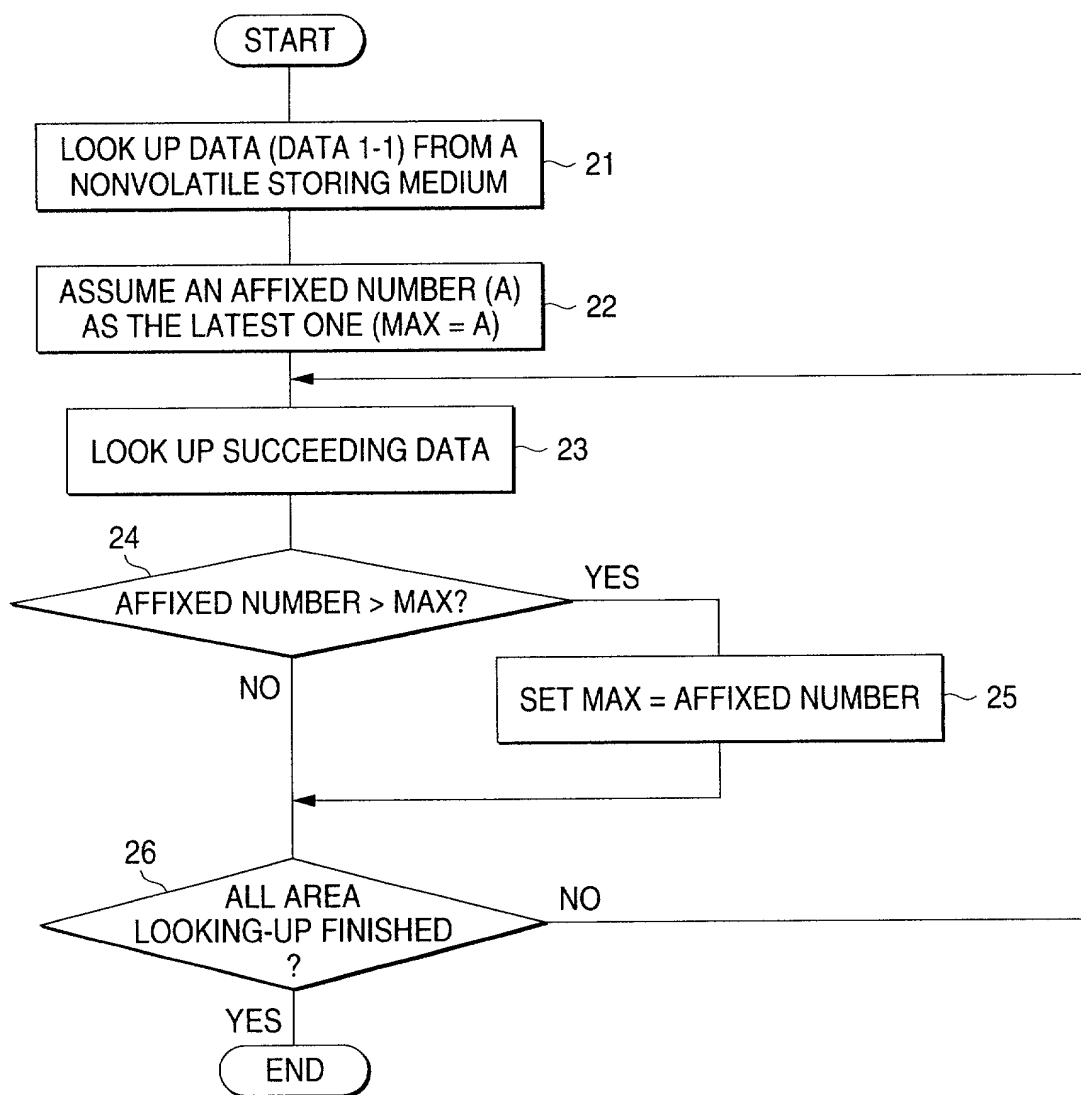 START
LOOK UP DATA (DATA 1-1) FROM A
NONVOLATILE STORING MEDIUM
21
ASSUME AN AFFIXED NUMBER (A)
AS THE LATEST ONE (MAX = A)
22
LOOK UP SUCCEEDING DATA
23
24
AFFIXED NUMBER > MAX?
YES
NO
SET MAX = AFFIXED NUMBER
25
26
ALL AREA
LOOKING-UP FINISHED
?
NO
YES
END